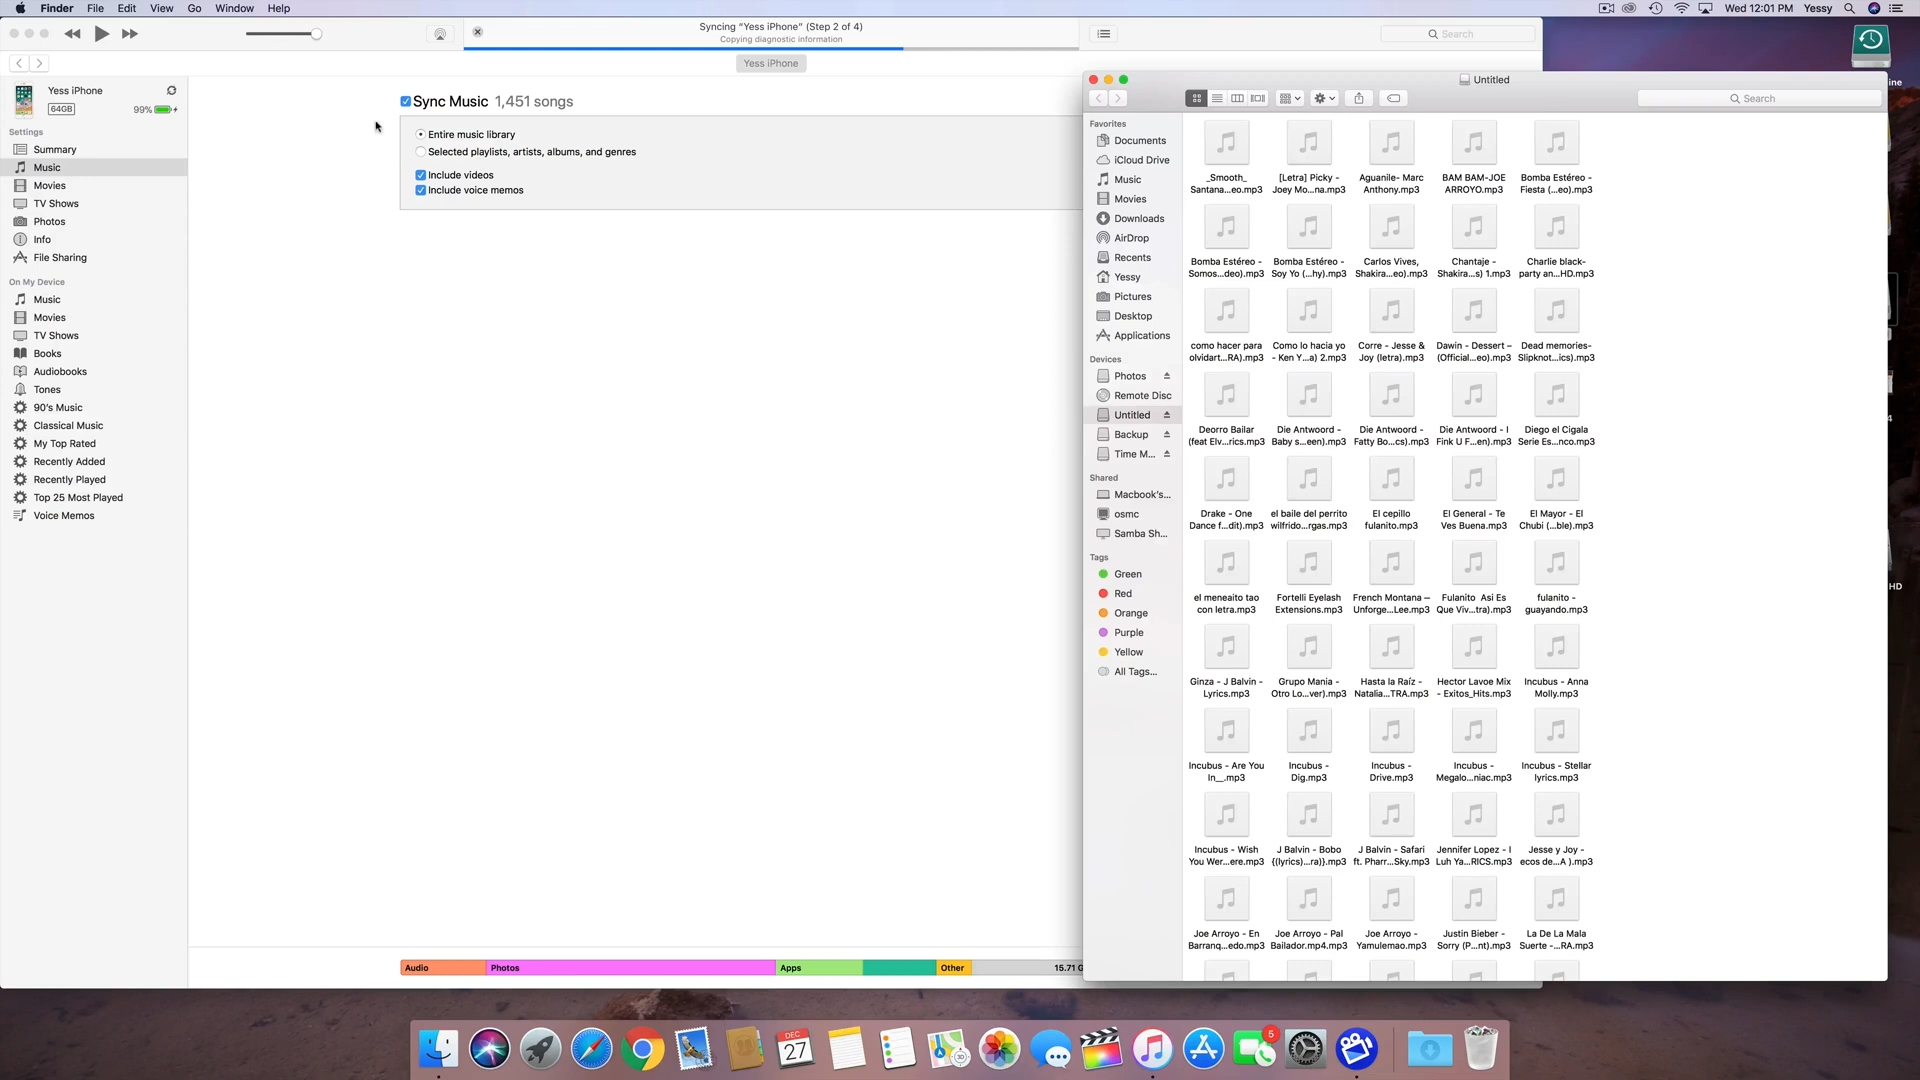 Finder File Edit View Go Window Help
Wed 12:01 PM Yessy
Syncing “Yess iPhone” (Step 2 of 4)
Copying diagnostic information
Search
Yess iPhone
Yess iPhone
64GB 99%
Settings
Summary
Music
Movies
TV Shows
Photos
Info
File Sharing
On My Device
Music
Movies
TV Shows
Books
Audiobooks
Tones
90’s Music
Classical Music
My Top Rated
Recently Added
Recently Played
Top 25 Most Played
Voice Memos
Sync Music 1,451 songs
Entire music library
Selected playlists, artists, albums, and genres
Include videos
Include voice memos
Audio Photos Apps Other 15.71 G
Untitled
Search
Favorites
Documents
iCloud Drive
Music
Movies
Downloads
AirDrop
Recents
Yessy
Pictures
Desktop
Applications
Devices
Photos
Remote Disc
Untitled
Backup
Time M...
Shared
Macbook’s...
osmc
Samba Sh...
Tags
Green
Red
Orange
Purple
Yellow
All Tags...
_Smooth_ [Letra] Picky - Aguanile- Marc BAM BAM-JOE Bomba Estéreo -
Santana...eo).mp3 Joey Mo...na.mp3 Anthony.mp3 ARROYO.mp3 Fiesta (...eo).mp3
Bomba Estéreo - Bomba Estéreo - Carlos Vives, Chantaje - Charlie black-
Somos...deo).mp3 Soy Yo (...hy).mp3 Shakira...eo).mp3 Shakira...s) 1.mp3 party an...HD.mp3
como hacer para Como lo hacia yo Corre - Jesse & Dawin - Dessert – Dead memories-
olvidart...RA).mp3 - Ken Y...a) 2.mp3 Joy (letra).mp3 (Official...eo).mp3 Slipknot...ics).mp3
Deorro Bailar Die Antwoord - Die Antwoord - Die Antwoord - I Diego el Cigala
(feat Elv...rics.mp3 Baby s...een).mp3 Fatty Bo...cs).mp3 Fink U F...en).mp3 Serie Es...nco.mp3
Drake - One el baile del perrito El cepillo El General - Te El Mayor - El
Dance f...dit).mp3 wilfrido...rgas.mp3 fulanito.mp3 Ves Buena.mp3 Chubi (...ble).mp3
el meneaito tao Fortelli Eyelash French Montana – Fulanito Asi Es fulanito -
con letra.mp3 Extensions.mp3 Unforge...Lee.mp3 Que Viv...tra).mp3 guayando.mp3
Ginza - J Balvin - Grupo Mania - Hasta la Raíz - Hector Lavoe Mix Incubus - Anna
Lyrics.mp3 Otro Lo...ver).mp3 Natalia...TRA.mp3 - Exitos_Hits.mp3 Molly.mp3
Incubus - Are You Incubus - Incubus - Incubus - Incubus - Stellar
In__.mp3 Dig.mp3 Drive.mp3 Megalo...niac.mp3 lyrics.mp3
Incubus - Wish J Balvin - Bobo J Balvin - Safari Jennifer Lopez - I Jesse y Joy -
You Wer...ere.mp3 {(lyrics)...ra)}.mp3 ft. Pharr...Sky.mp3 Luh Ya...RICS.mp3 ecos de...A ).mp3
Joe Arroyo - En Joe Arroyo - Pal Joe Arroyo - Justin Bieber - La De La Mala
Barranq...edo.mp3 Bailador.mp4.mp3 Yamulemao.mp3 Sorry (P...nt).mp3 Suerte -...RA.mp3
ine
4
HD
DEC
27
5